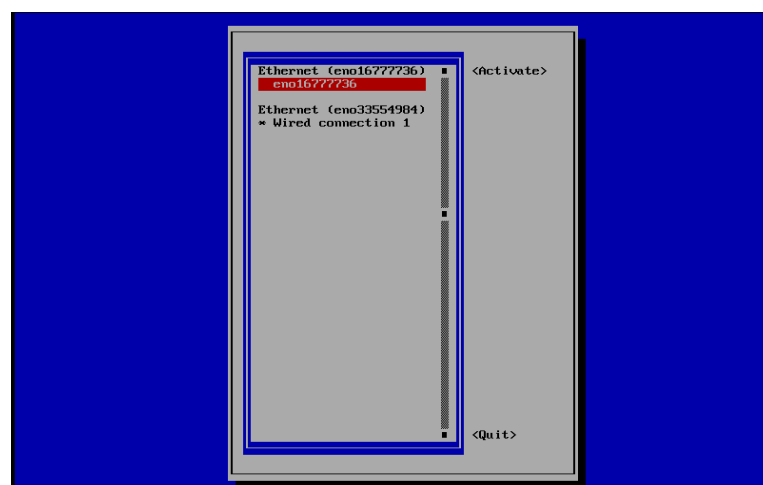 Ethernet (eno16777736) <Activate>
eno16777736
Ethernet (eno33554984)
* Wired connection 1
<Quit>